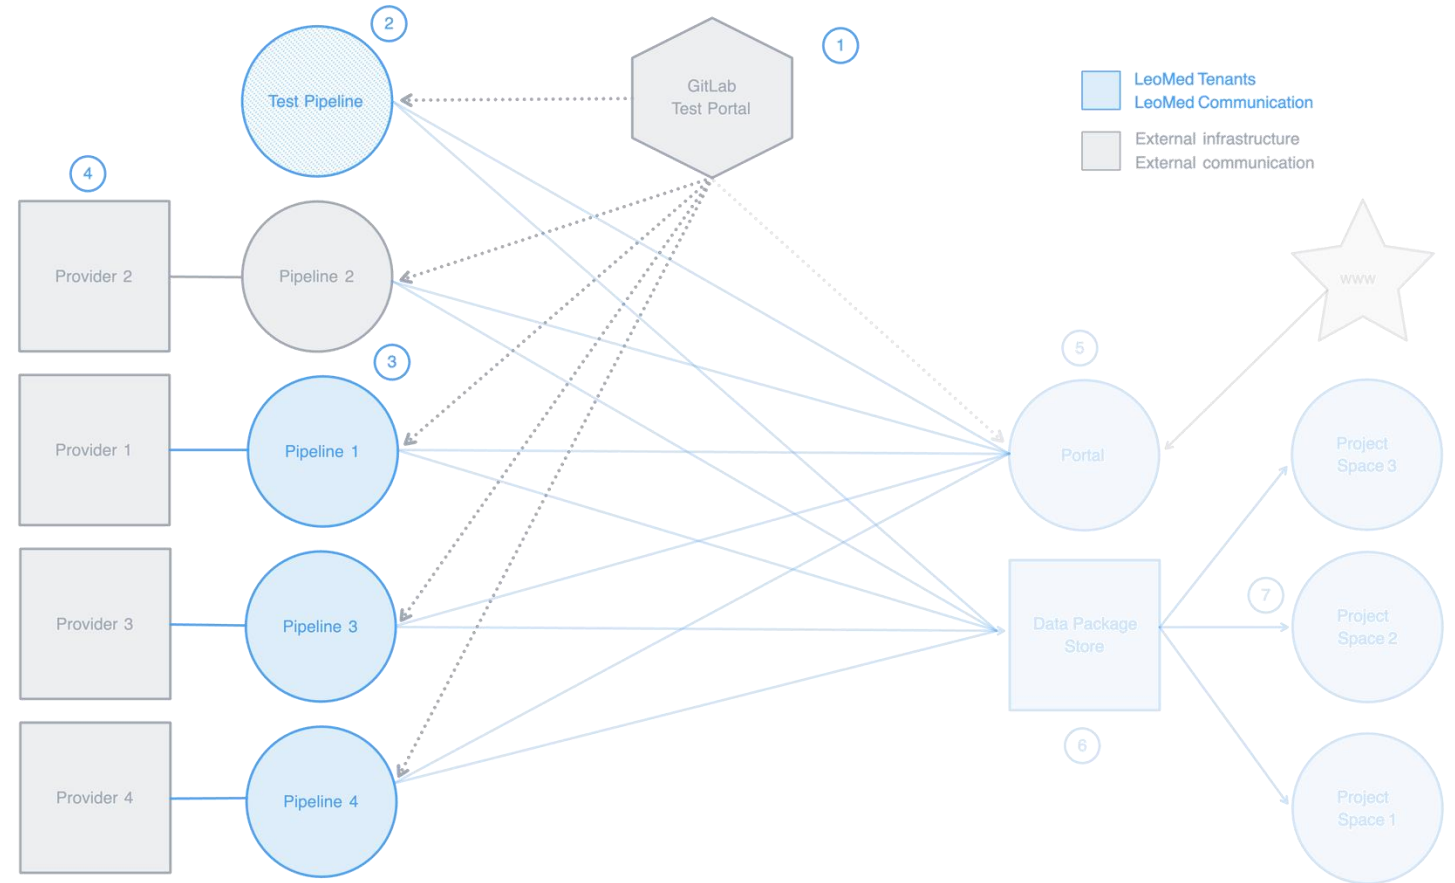 2
1
GitLab
Test Portal
Test Pipeline
LeoMed Tenants
LeoMed Communication
External infrastructure
External communication
4
Provider 2
Pipeline 2
www
3
5
Provider 1
Pipeline 1
Portal
Project
Space 3
7
Provider 3
Pipeline 3
Data Package
Store
Project
Space 2
6
Provider 4
Pipeline 4
Project
Space 1